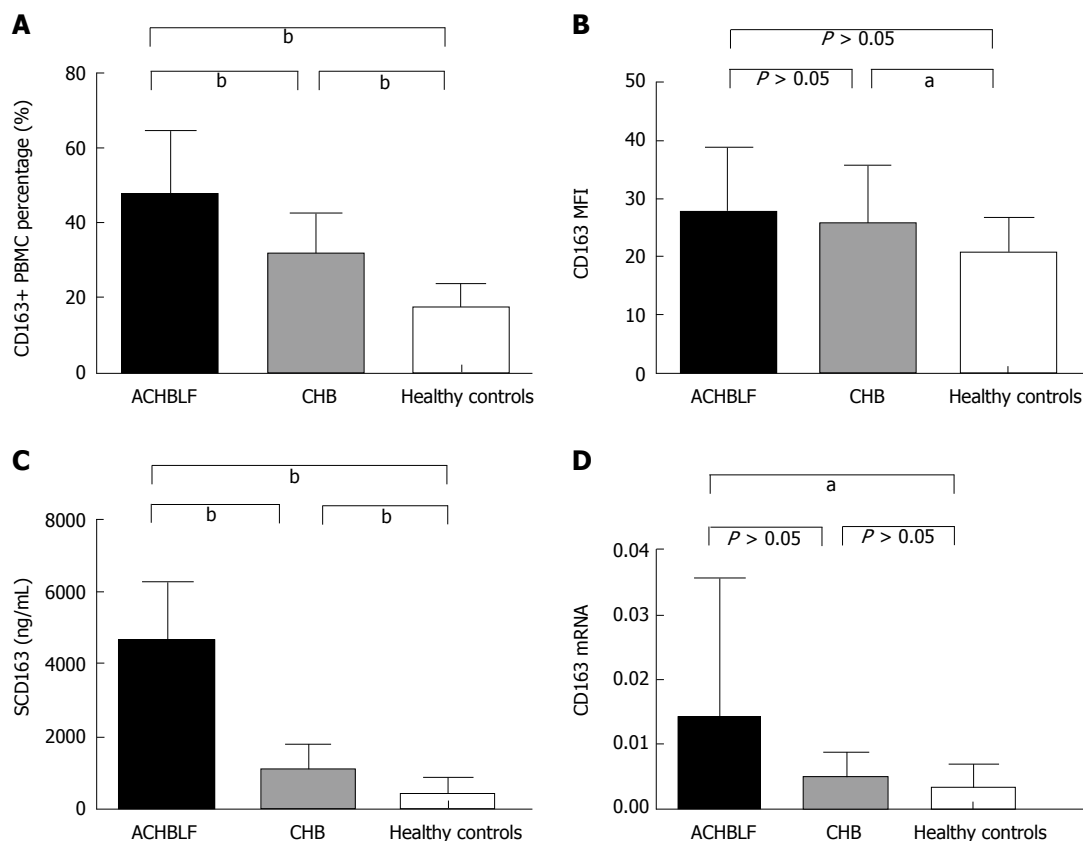 A
b
b
b
CD163+ PBMC percentage (%)
80
60
40
20
0
ACHBLF
CHB
Healthy controls
B
P > 0.05
P > 0.05
a
CD163 MFI
50
40
30
20
10
0
ACHBLF
CHB
Healthy controls
C
b
b
b
SCD163 (ng/mL)
8000
6000
4000
2000
0
ACHBLF
CHB
Healthy controls
D
a
P > 0.05
P > 0.05
CD163 mRNA
0.04
0.03
0.02
0.01
0.00
ACHBLF
CHB
Healthy controls